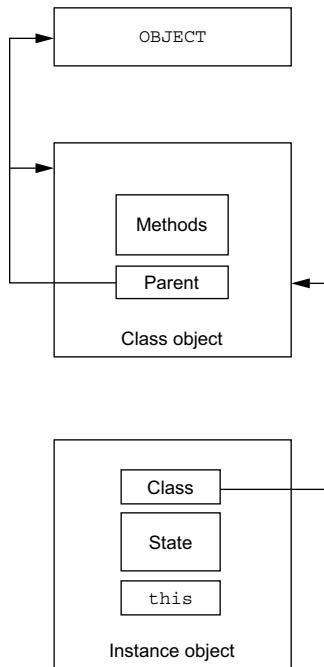 OBJECT
Methods
Parent
Class object
Class
State
this
Instance object